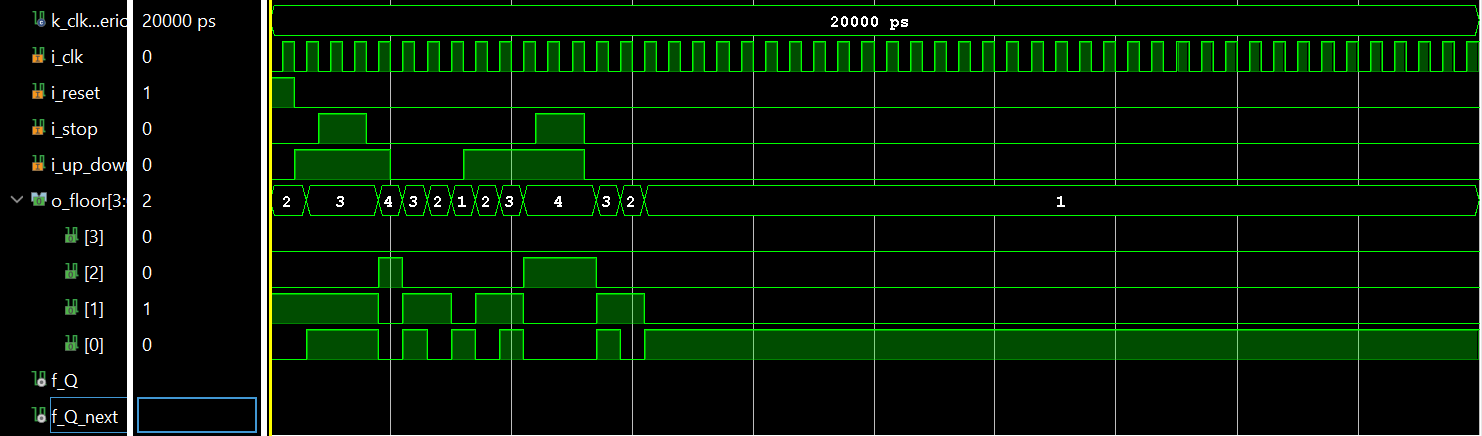 k_clk...eric 20000 ps 20000 ps
i_clk 0
i_reset 1
i_stop 0
i_up_down 0
o_floor[3: 2 2 3 4 3 2 1 2 3 4 3 2 1
[3] 0
[2] 0
[1] 1
[0] 0
f_Q
f_Q_next